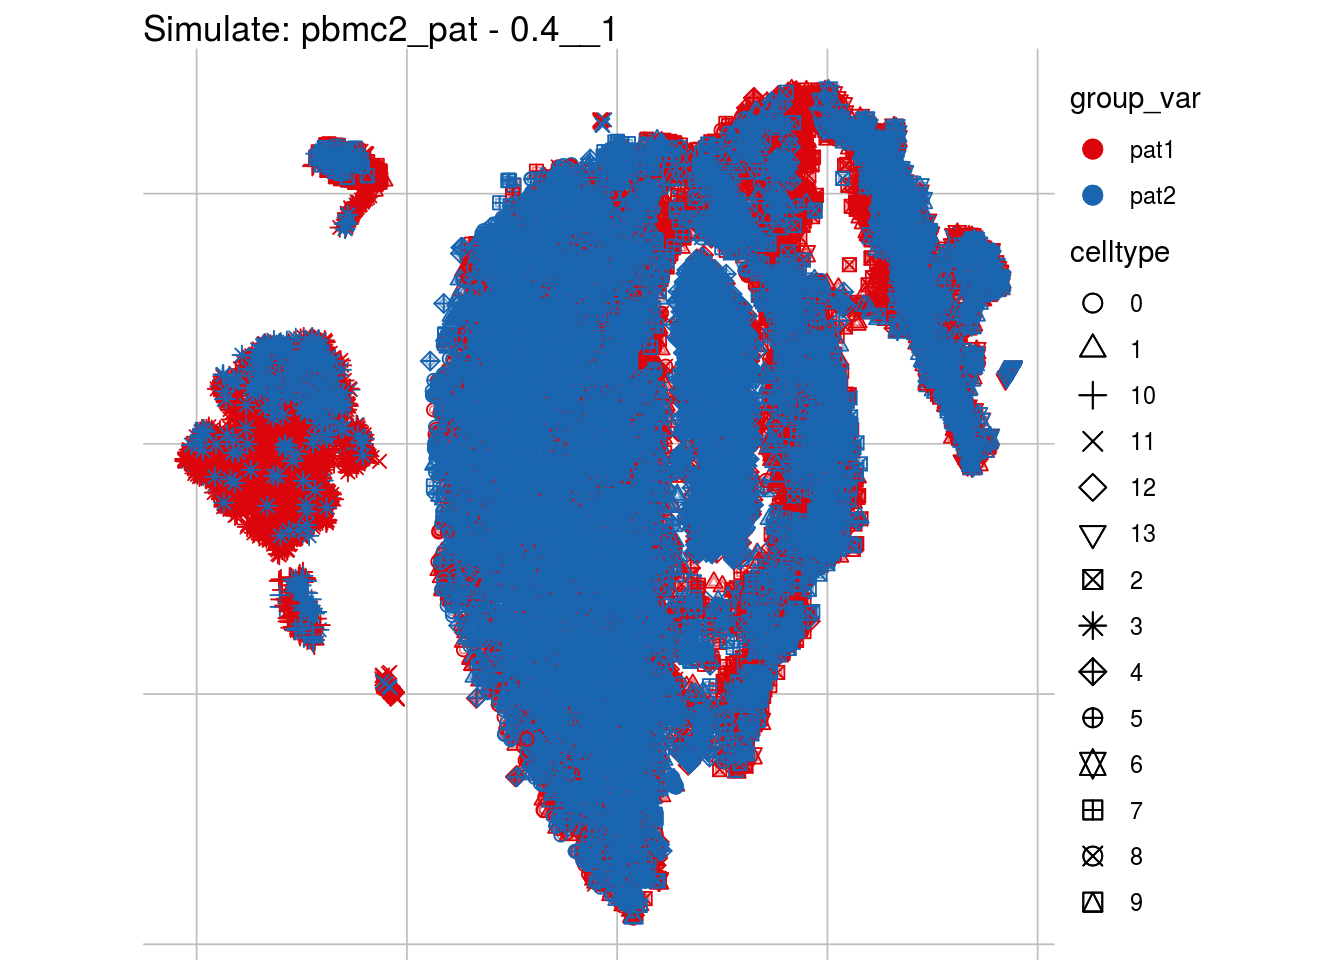 Simulate: pbmc2_pat - 0.4__1
group_var
pat1
pat2
celltype
0
1
10
11
12
13
2
3
4
5
6
7
8
9